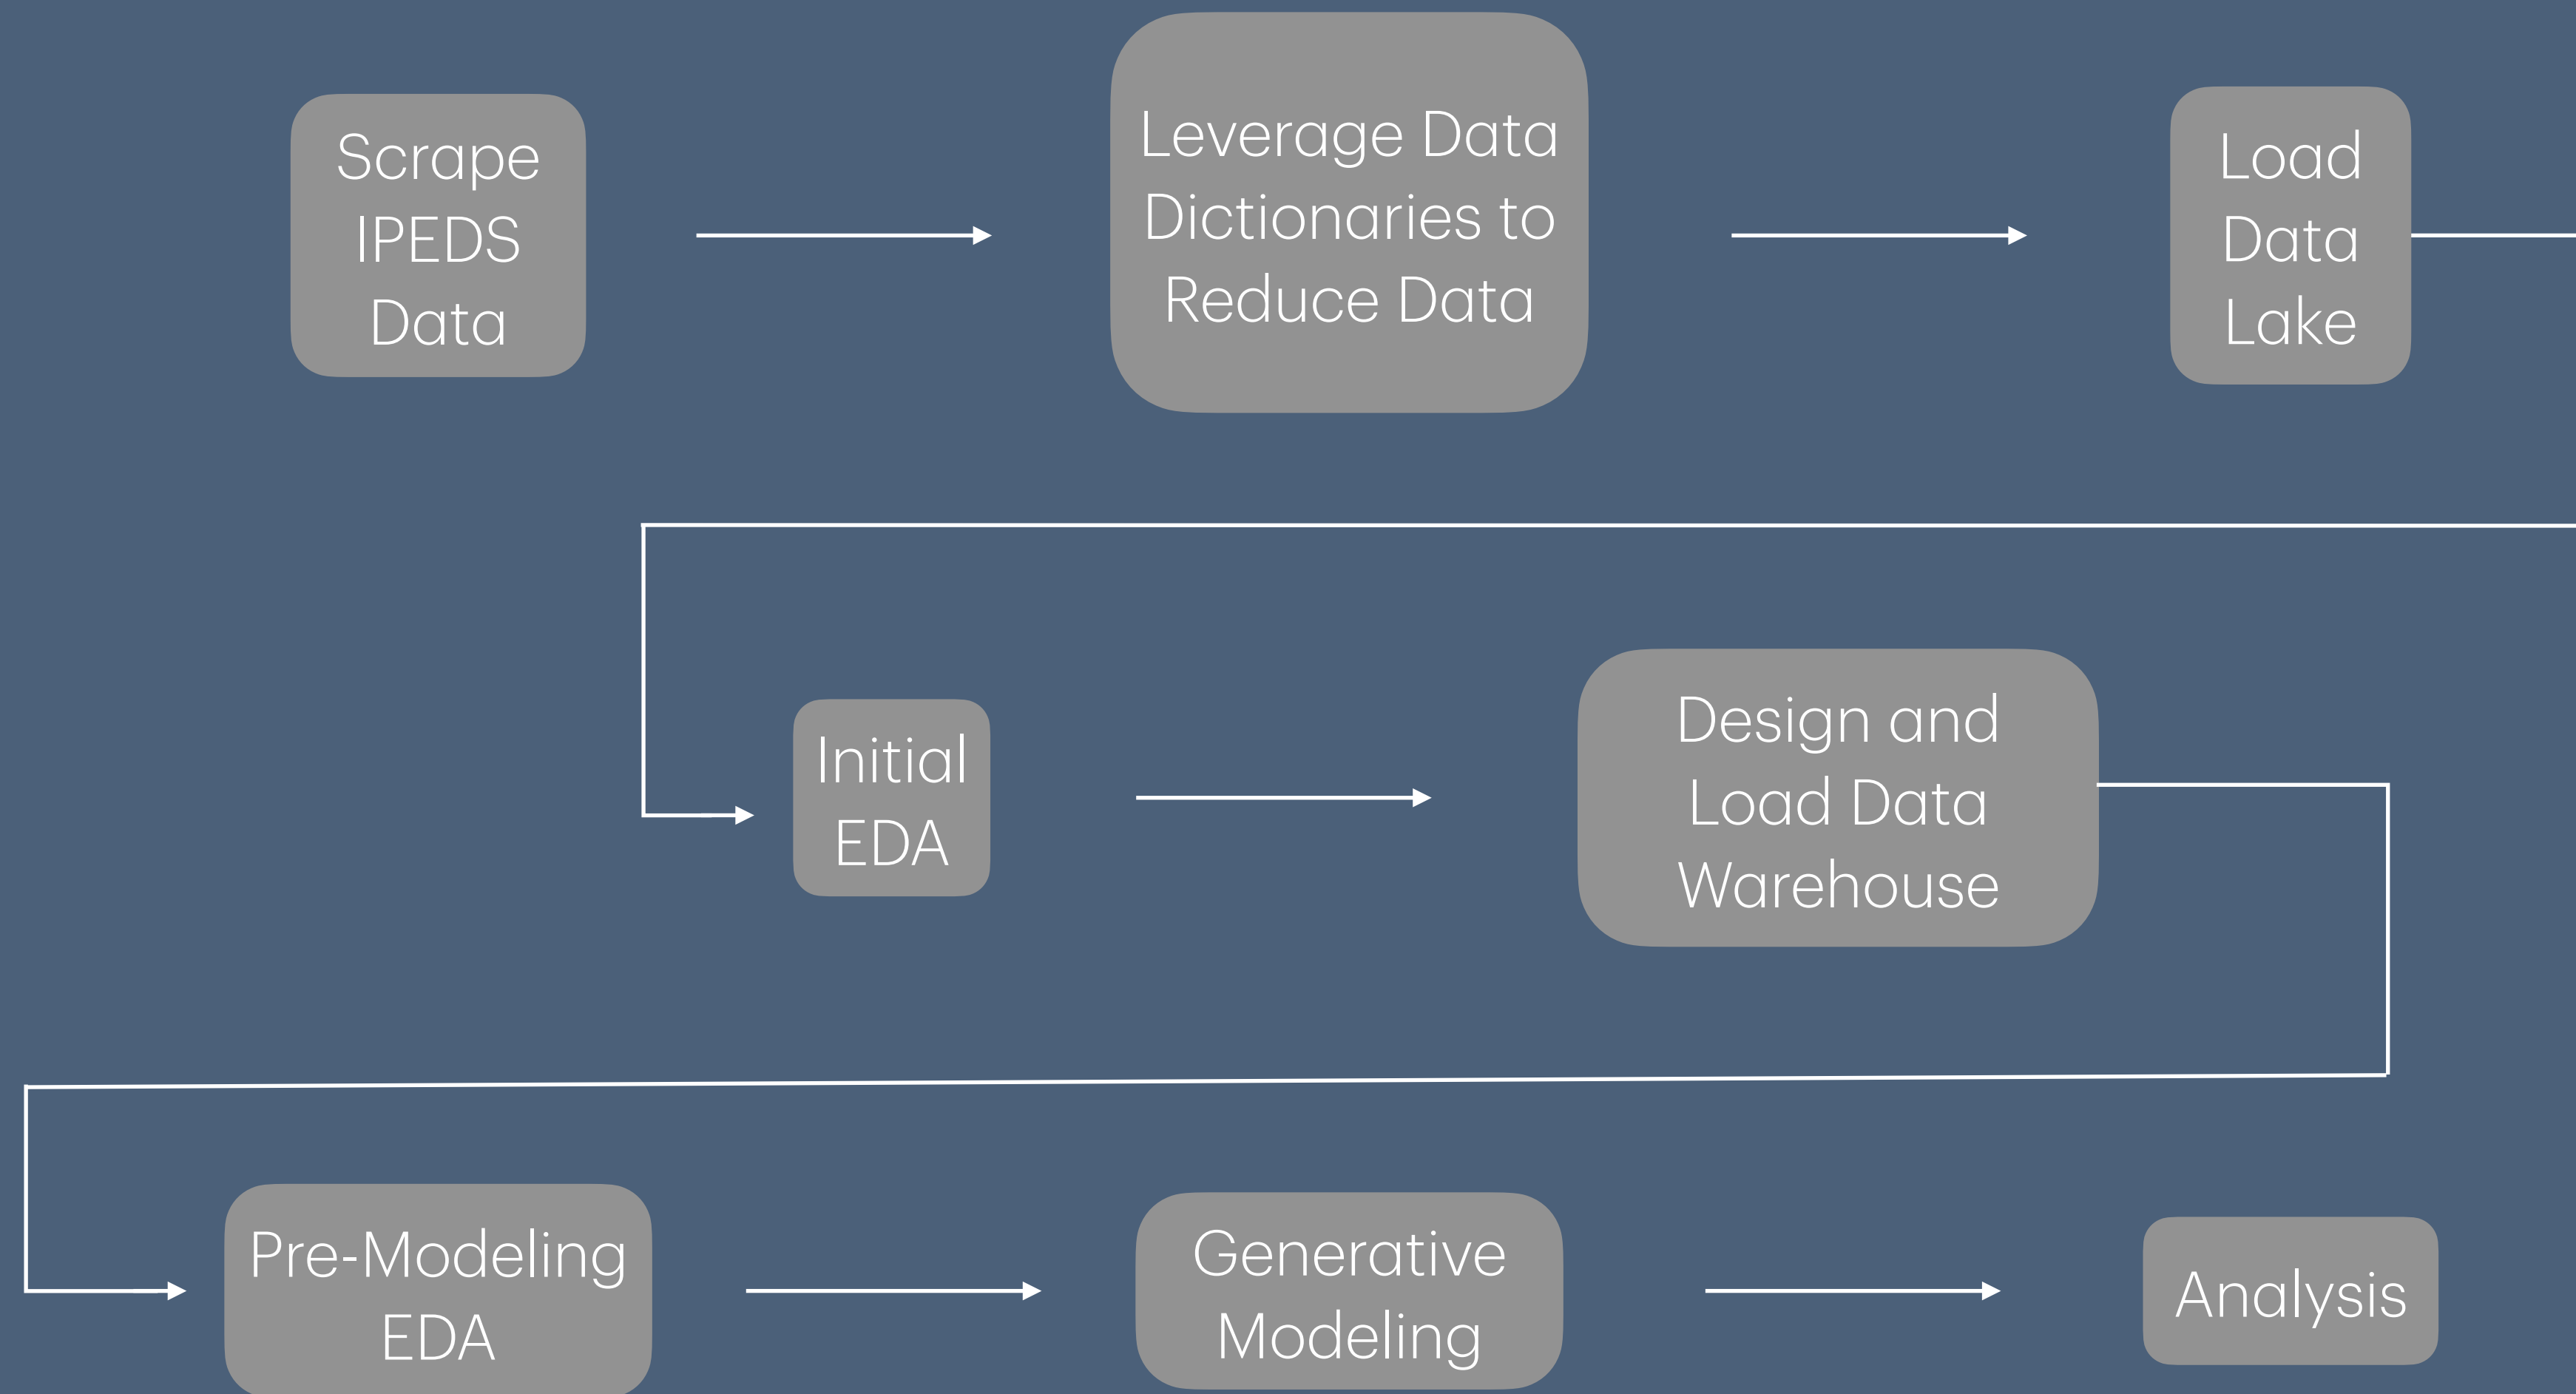 Scrape
IPEDS
Data
Leverage Data
Dictionaries to
Reduce Data
Load
Data
Lake
Initial
EDA
Design and
Load Data
Warehouse
Pre-Modeling
EDA
Generative
Modeling
Analysis